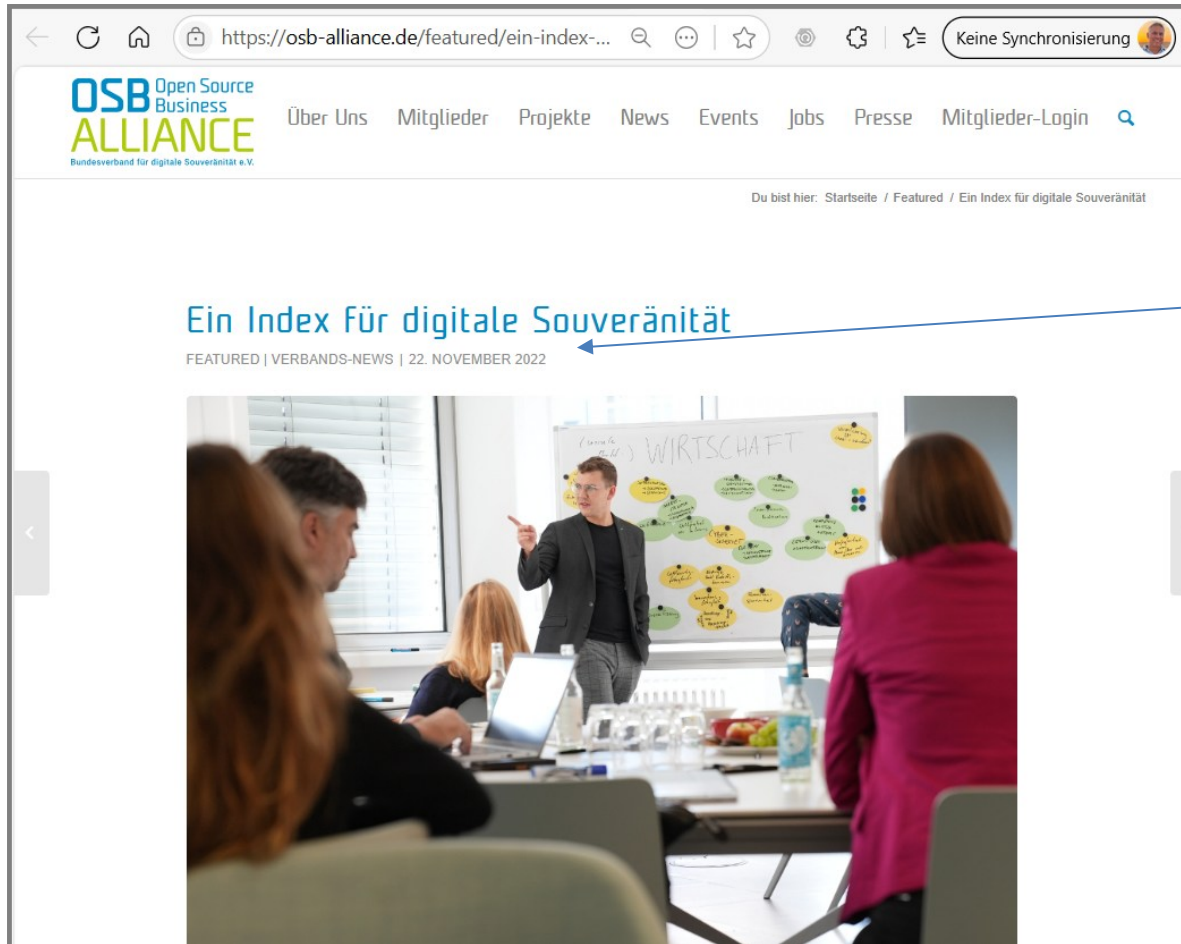 https://osb-alliance.de/featured/ein-index-...
Keine Synchronisierung
OSB Open Source
Business
ALLIANCE
Bundesverband für digitale Souveränität e.V.
Über Uns Mitglieder Projekte News Events Jobs Presse Mitglieder-Login
Du bist hier: Startseite / Featured / Ein Index für digitale Souveränität
Ein Index für digitale Souveränität
FEATURED | VERBANDS-NEWS | 22. NOVEMBER 2022
WIRTSCHAFT